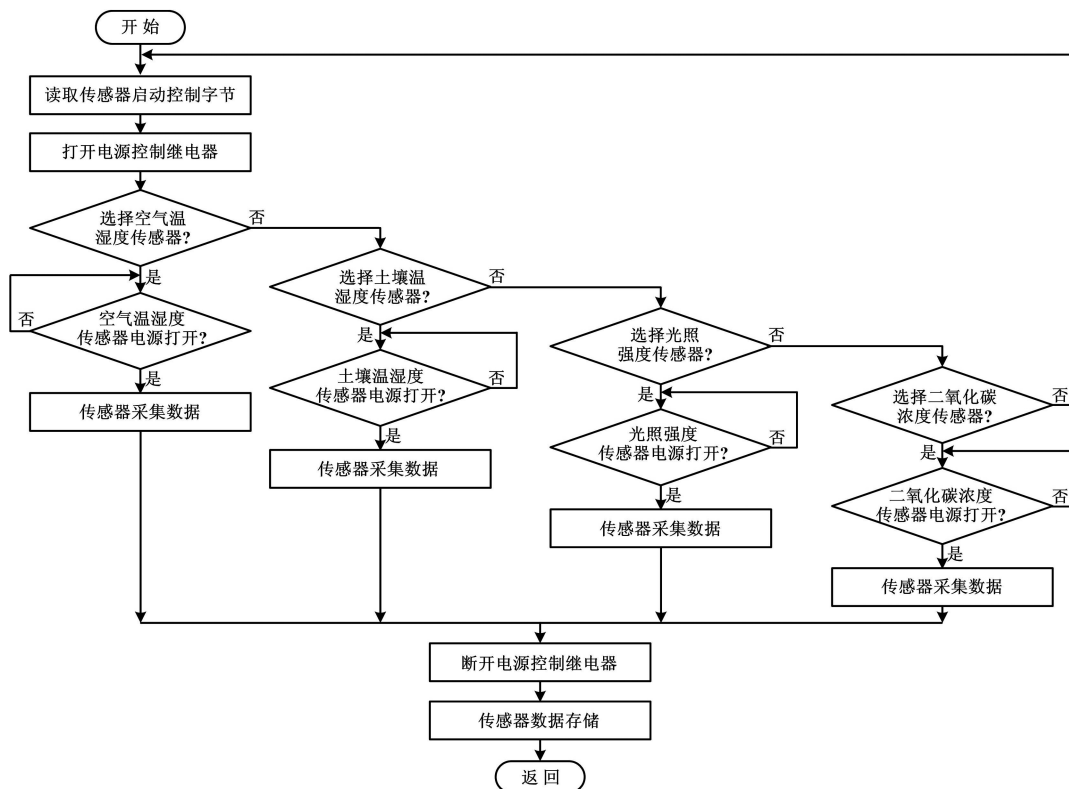 开始
读取传感器启动控制字节
打开电源控制继电器
选择空气温
湿度传感器?
否
是
空气温湿度
传感器电源打开?
否
是
传感器采集数据
选择土壤温
湿度传感器?
否
是
土壤温湿度
传感器电源打开?
否
是
传感器采集数据
选择光照
强度传感器?
否
是
光照强度
传感器电源打开?
否
是
传感器采集数据
选择二氧化碳
浓度传感器?
否
是
二氧化碳浓度
传感器电源打开?
否
是
传感器采集数据
断开电源控制继电器
传感器数据存储
返回